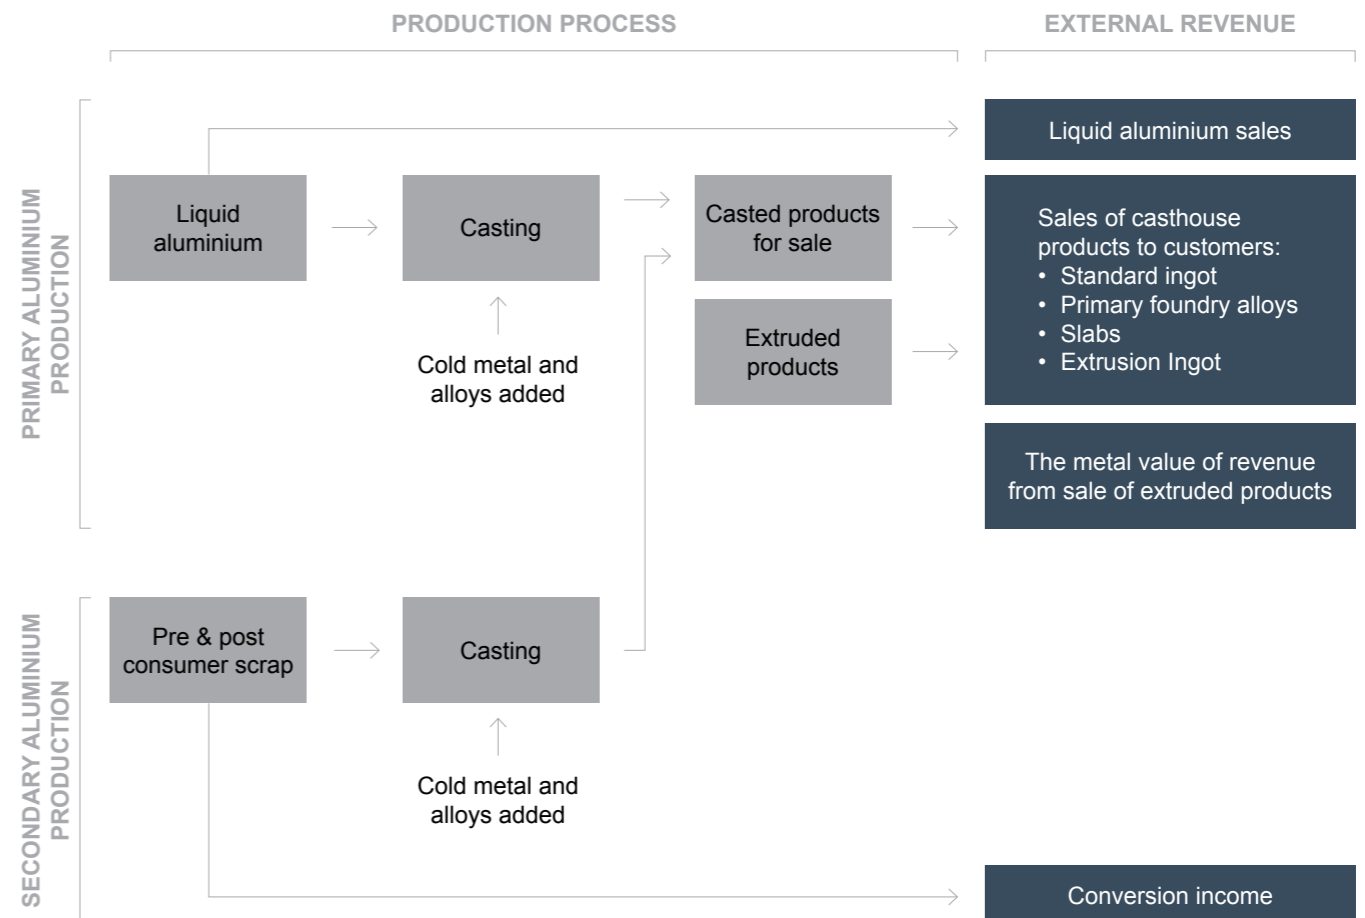 PRODUCTION PROCESS
EXTERNAL REVENUE
PRIMARY ALUMINIUM
PRODUCTION
Liquid aluminium sales
Liquid
aluminium
Casting
Casted products
for sale
Sales of casthouse
products to customers:
• Standard ingot
• Primary foundry alloys
• Slabs
• Extrusion Ingot
Cold metal and
alloys added
Extruded
products
The metal value of revenue
from sale of extruded products
SECONDARY ALUMINIUM
PRODUCTION
Pre & post
consumer scrap
Casting
Cold metal and
alloys added
Conversion income